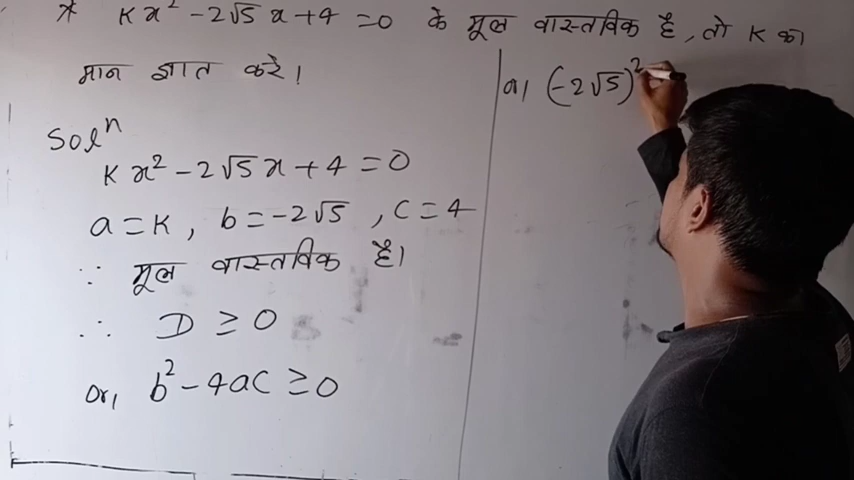 * Kx² - 2√5 x + 4 = 0 के मूल वास्तविक है, तो K का
मान ज्ञात करे।
Solⁿ
Kx² - 2√5 x + 4 = 0
a = K, b = -2√5, c = 4
∵ मूल वास्तविक है।
∴ D ≥ 0
or, b² - 4ac ≥ 0
या, (-2√5)²